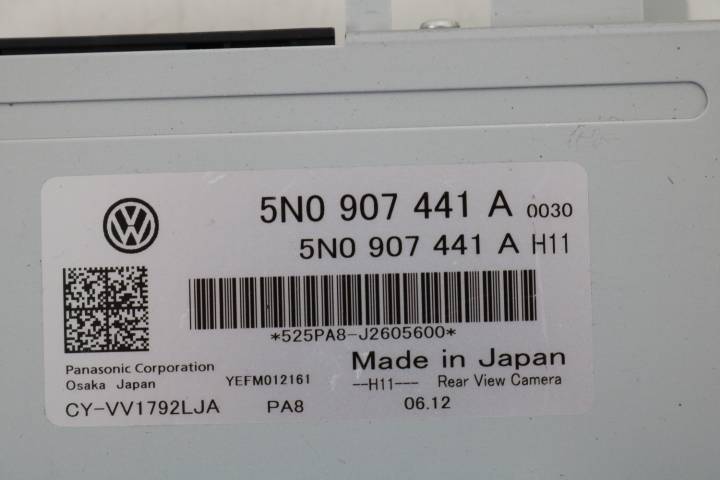 VW
5N0 907 441 A 0030
5N0 907 441 A H11
*525PA8-J2605600*
Panasonic Corporation
Osaka Japan
YEFM012161
Made in Japan
--H11--- Rear View Camera
CY-VV1792LJA PA8 06.12